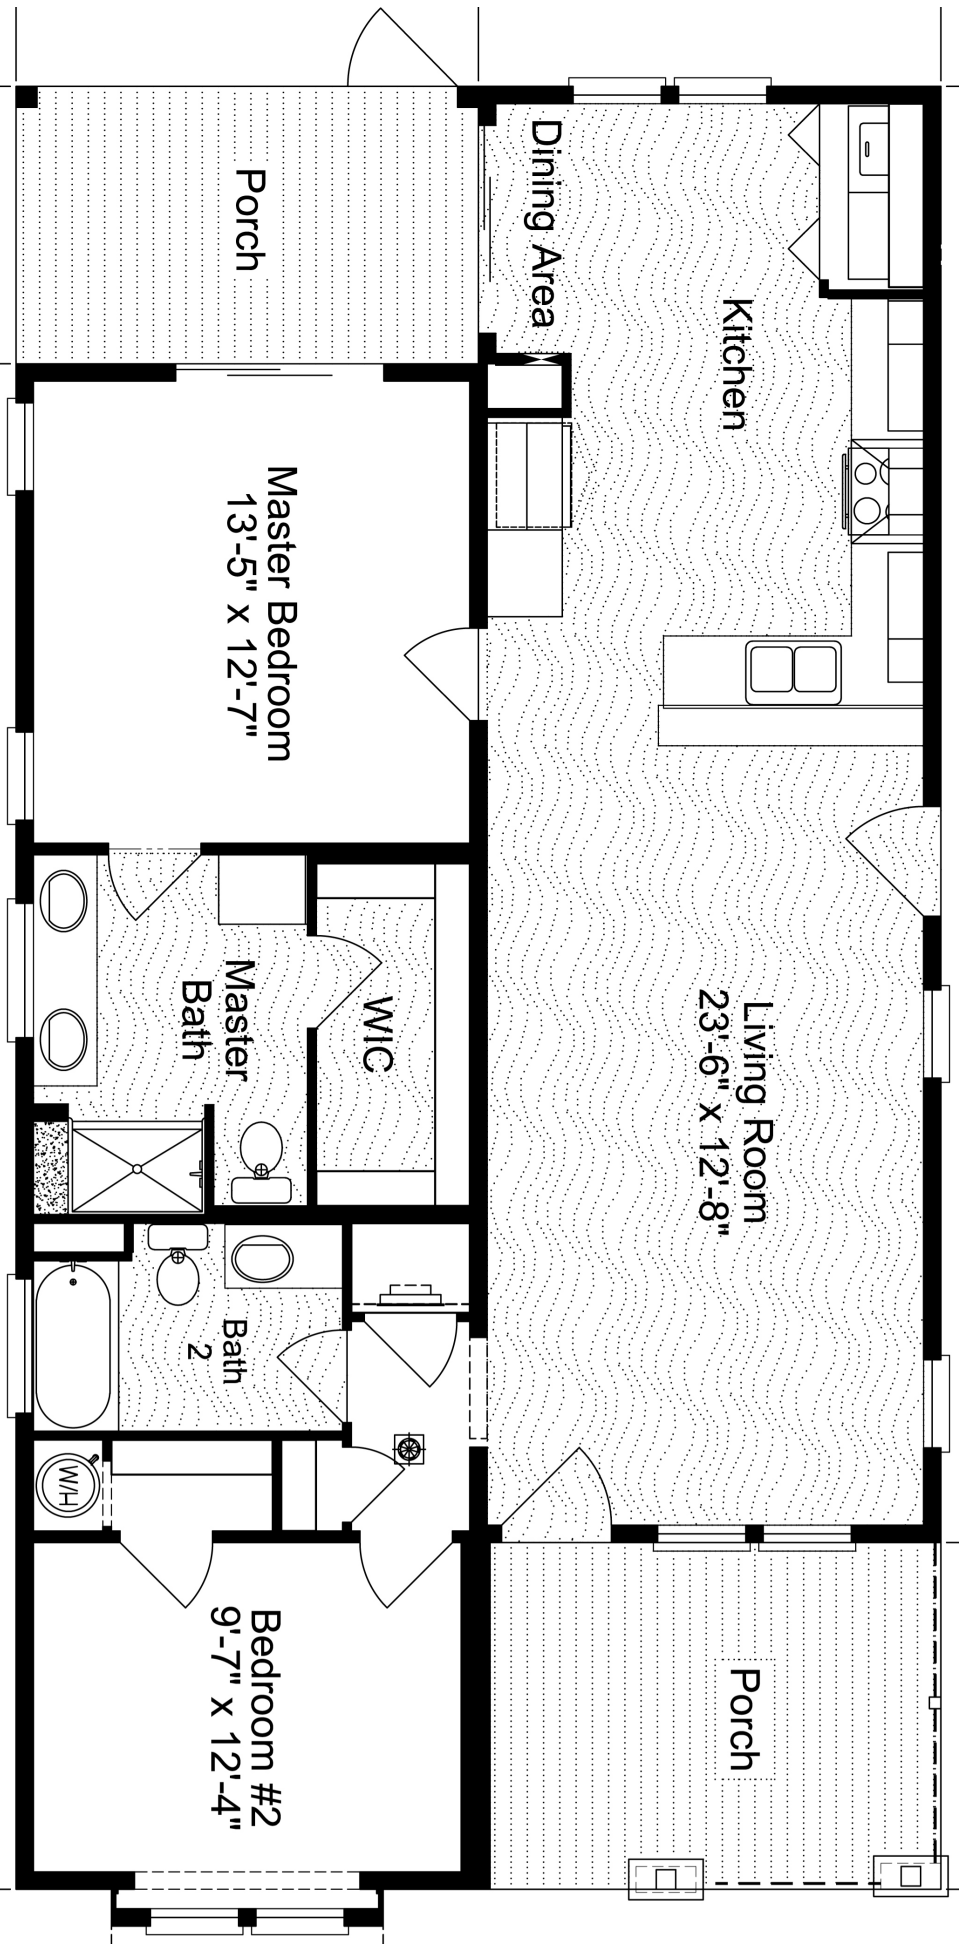 Porch
Dining Area
Kitchen
Master Bedroom
13'-5" x 12'-7"
Living Room
23'-6" x 12'-8"
WIC
Master
Bath
Bath
2
W/H
Bedroom #2
9'-7" x 12'-4"
Porch